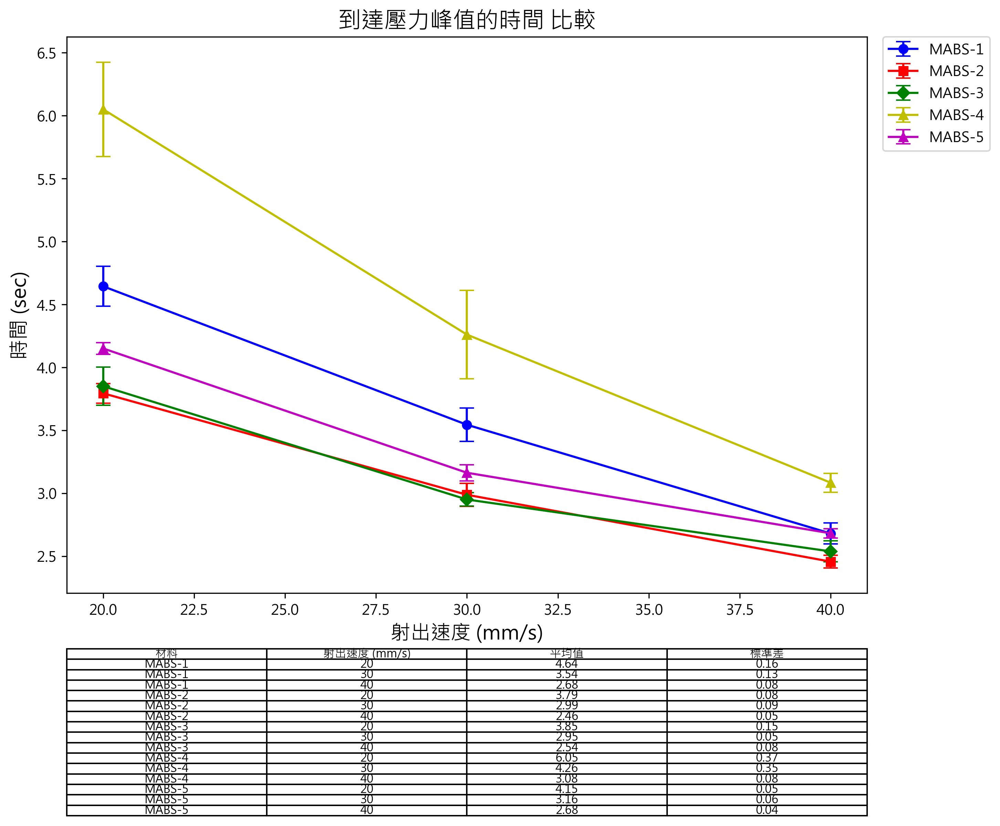 到達壓力峰值的時間 比較
6.5
6.0
5.5
5.0
4.5
4.0
3.5
3.0
2.5
時間 (sec)
20.0 22.5 25.0 27.5 30.0 32.5 35.0 37.5 40.0
射出速度 (mm/s)
MABS-1
MABS-2
MABS-3
MABS-4
MABS-5
材料 射出速度 (mm/s) 平均值 標準差
MABS-1 20 4.64 0.16
MABS-1 30 3.54 0.13
MABS-1 40 2.68 0.08
MABS-2 20 3.79 0.08
MABS-2 30 2.99 0.09
MABS-2 40 2.46 0.05
MABS-3 20 3.85 0.15
MABS-3 30 2.95 0.05
MABS-3 40 2.54 0.08
MABS-4 20 6.05 0.37
MABS-4 30 4.26 0.35
MABS-4 40 3.08 0.08
MABS-5 20 4.15 0.05
MABS-5 30 3.16 0.06
MABS-5 40 2.68 0.04